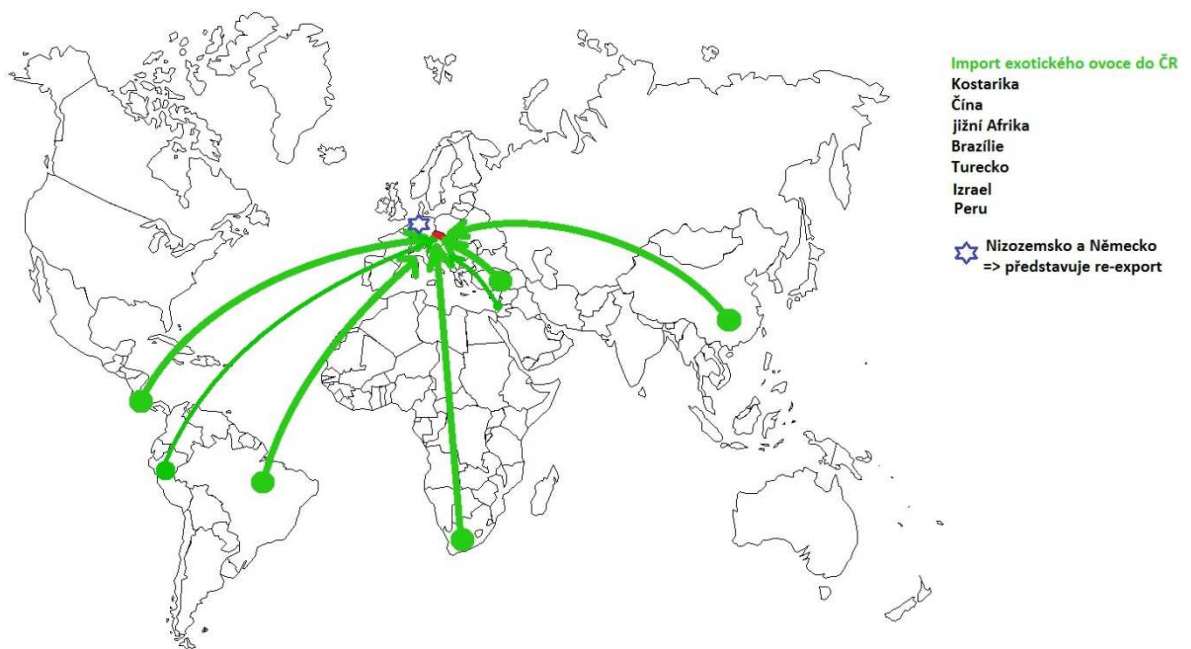 Import exotického ovoce do ČR
Kostarika
Čína
jižní Afrika
Brazílie
Turecko
Izrael
Peru
Nizozemsko a Německo
=> představuje re-export